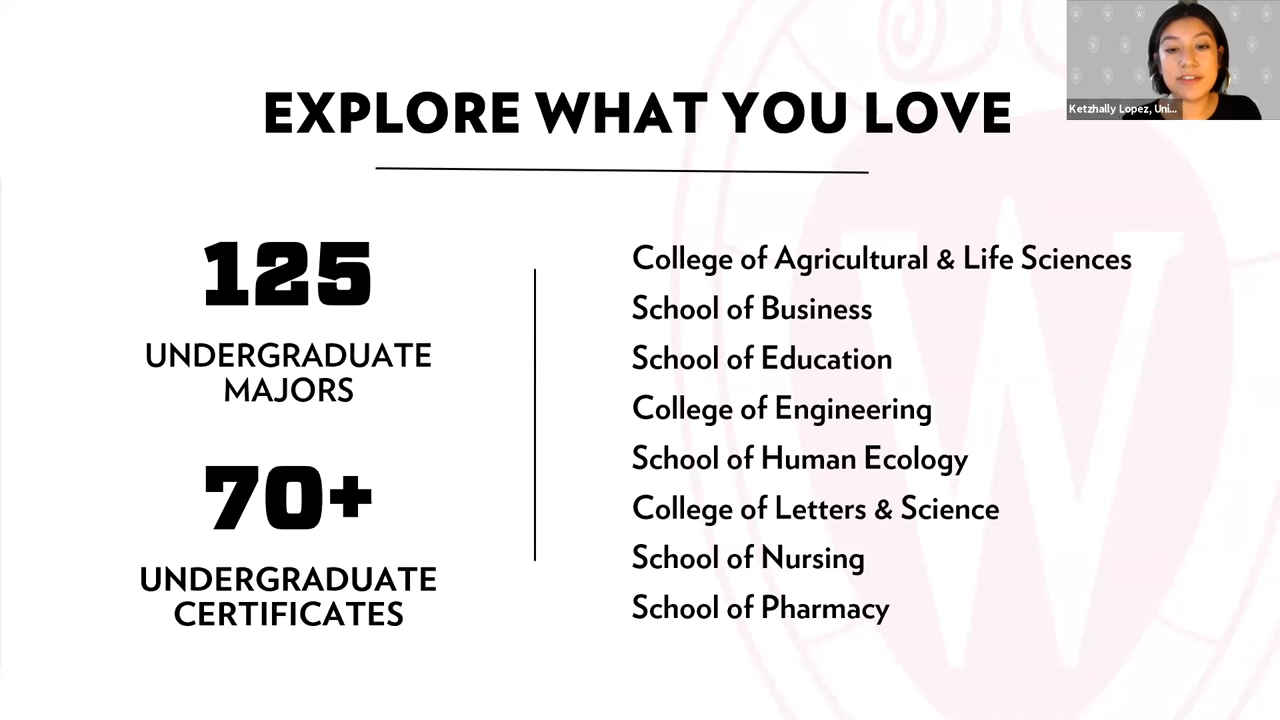 EXPLORE WHAT YOU LOVE
125
UNDERGRADUATE
MAJORS
70+
UNDERGRADUATE
CERTIFICATES
College of Agricultural & Life Sciences
School of Business
School of Education
College of Engineering
School of Human Ecology
College of Letters & Science
School of Nursing
School of Pharmacy
Ketzhally Lopez, Uni...
W